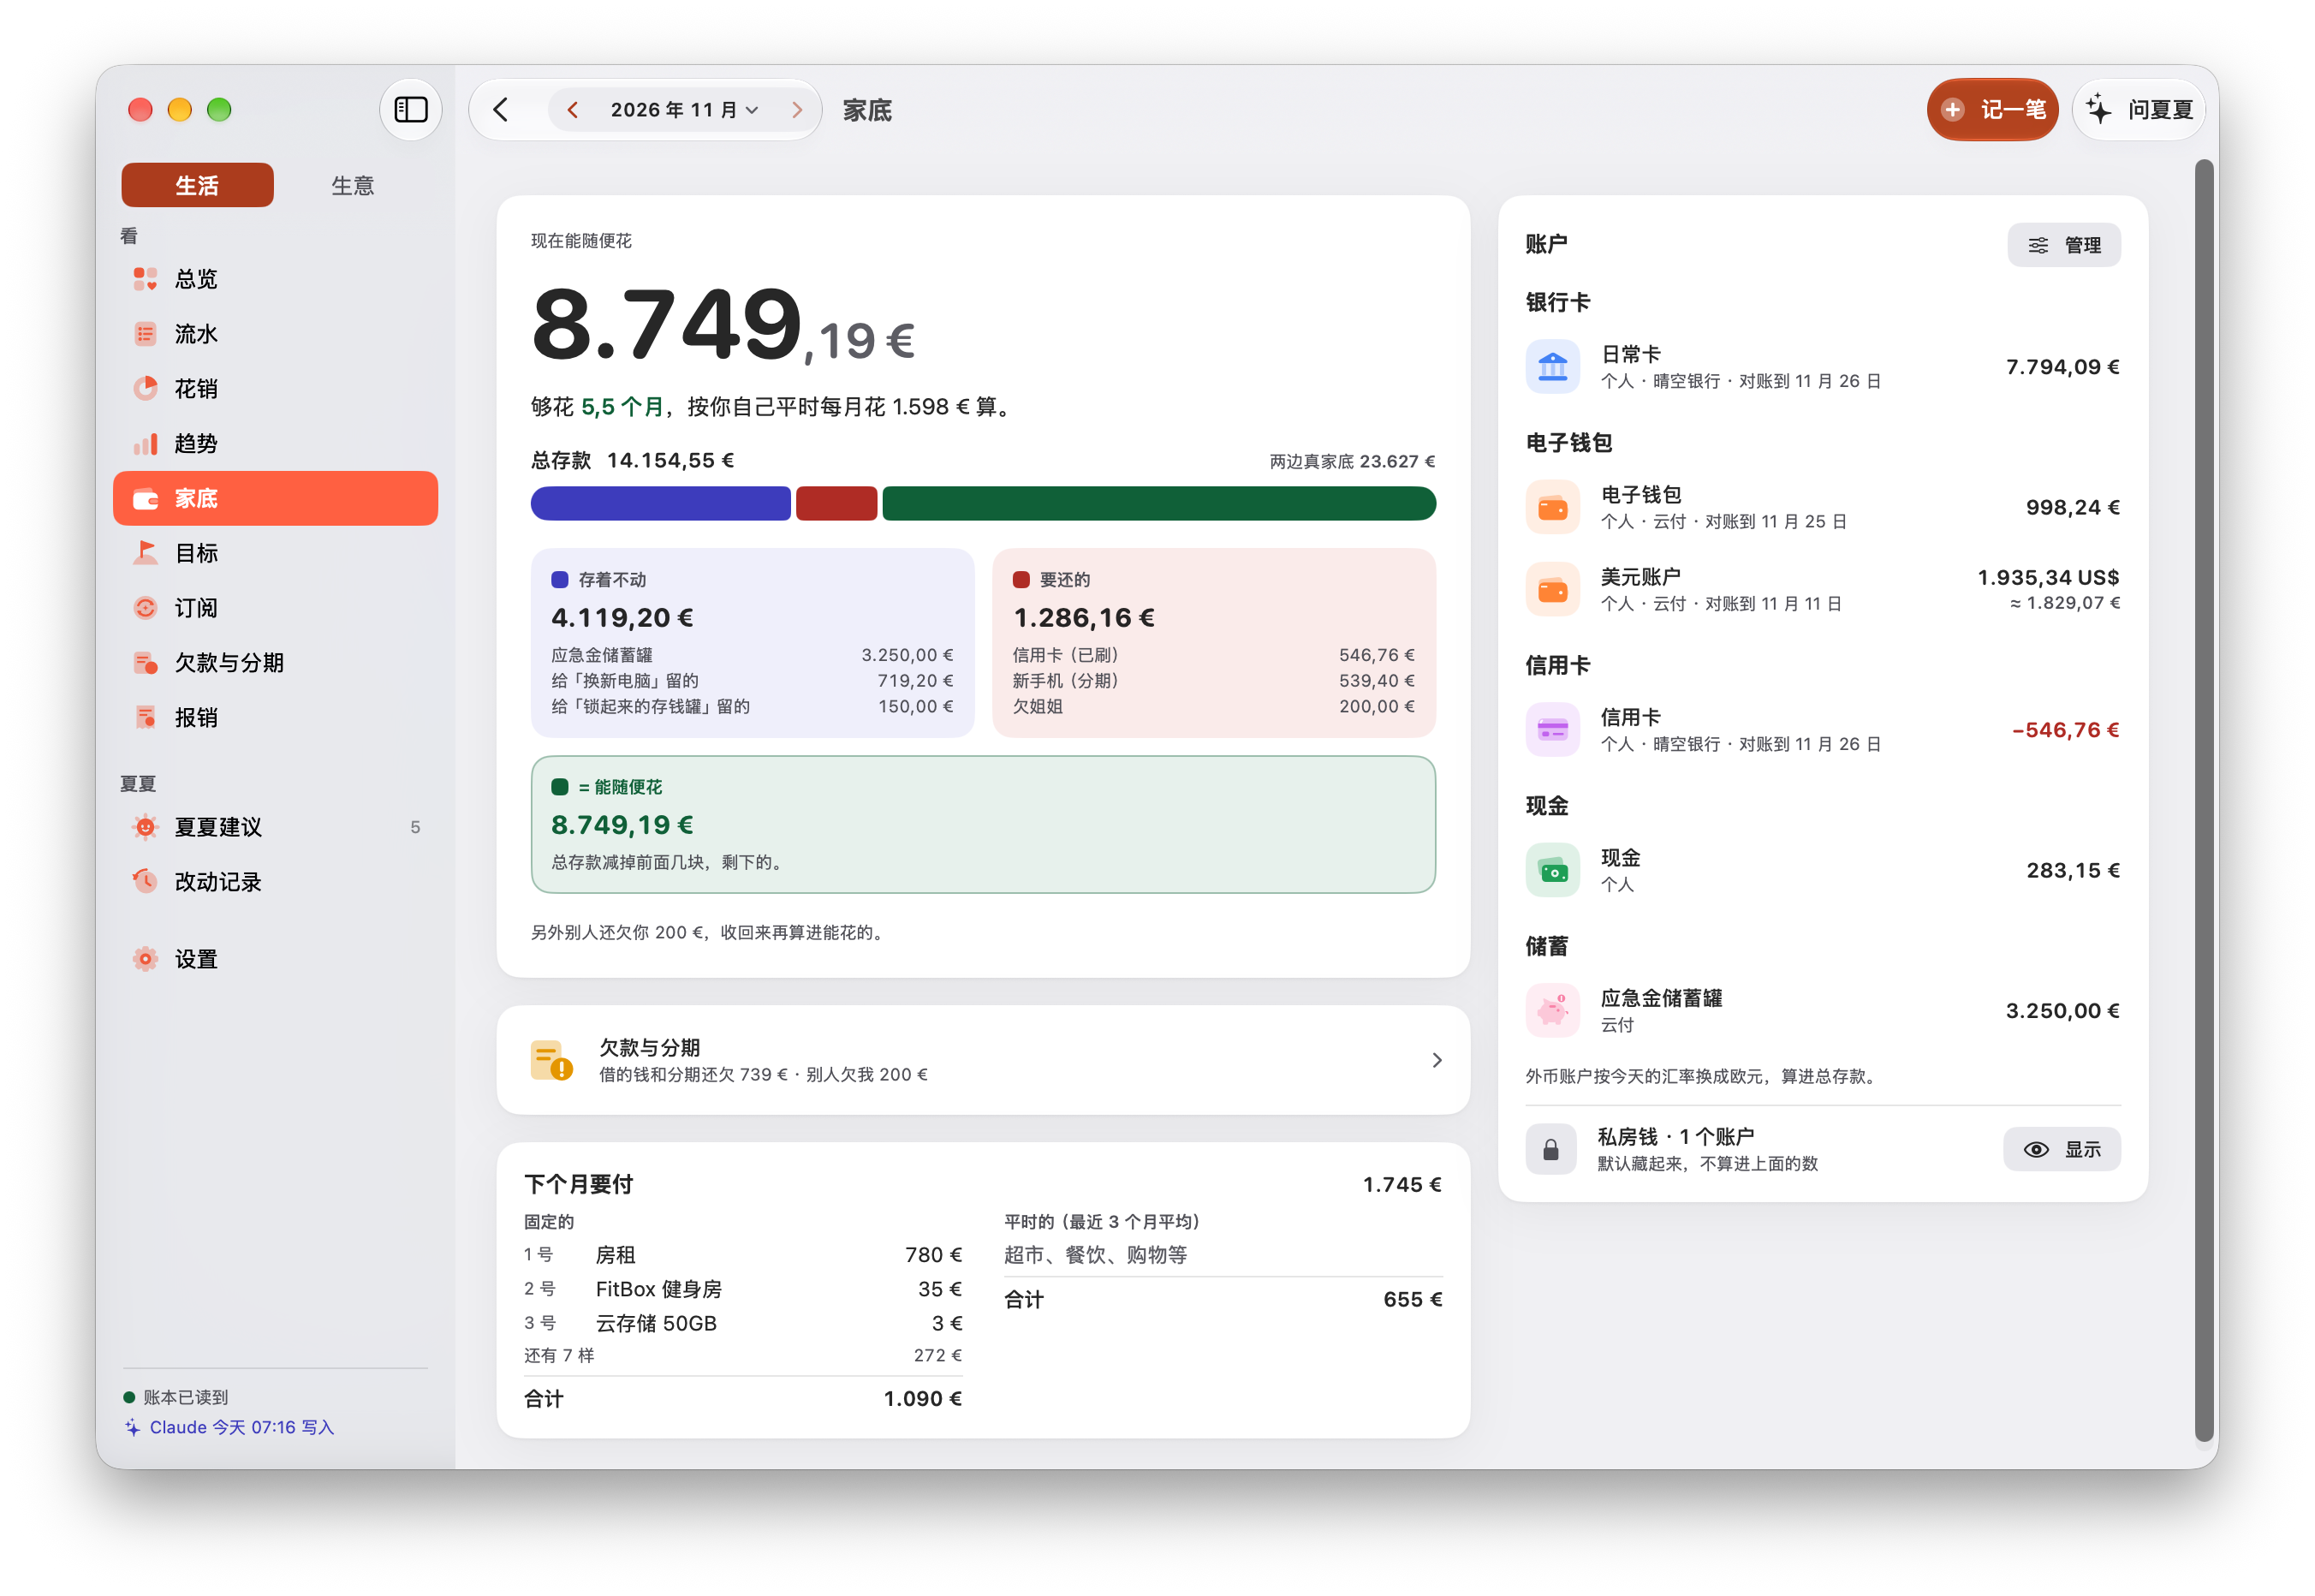 2026 年 11 月
家底
记一笔
问夏夏
生活
生意
看
总览
流水
花销
趋势
家底
目标
订阅
欠款与分期
报销
夏夏
夏夏建议 5
改动记录
设置
账本已读到
Claude 今天 07:16 写入
现在能随便花
8.749,19 €
够花 5,5 个月，按你自己平时每月花 1.598 € 算。
总存款 14.154,55 €
两边真家底 23.627 €
存着不动
4.119,20 €
应急金储蓄罐 3.250,00 €
给「换新电脑」留的 719,20 €
给「锁起来的存钱罐」留的 150,00 €
要还的
1.286,16 €
信用卡（已刷） 546,76 €
新手机（分期） 539,40 €
欠姐姐 200,00 €
= 能随便花
8.749,19 €
总存款减掉前面几块，剩下的。
另外别人还欠你 200 €，收回来再算进能花的。
欠款与分期
借的钱和分期还欠 739 € · 别人欠我 200 €
下个月要付 1.745 €
固定的
1 号 房租 780 €
2 号 FitBox 健身房 35 €
3 号 云存储 50GB 3 €
还有 7 样 272 €
合计 1.090 €
平时的（最近 3 个月平均）
超市、餐饮、购物等
合计 655 €
账户
管理
银行卡
日常卡
个人 · 晴空银行 · 对账到 11 月 26 日
7.794,09 €
电子钱包
电子钱包
个人 · 云付 · 对账到 11 月 25 日
998,24 €
美元账户
个人 · 云付 · 对账到 11 月 11 日
1.935,34 US$
≈ 1.829,07 €
信用卡
信用卡
个人 · 晴空银行 · 对账到 11 月 26 日
−546,76 €
现金
现金
个人
283,15 €
储蓄
应急金储蓄罐
云付
3.250,00 €
外币账户按今天的汇率换成欧元，算进总存款。
私房钱 · 1 个账户
默认藏起来，不算进上面的数
显示